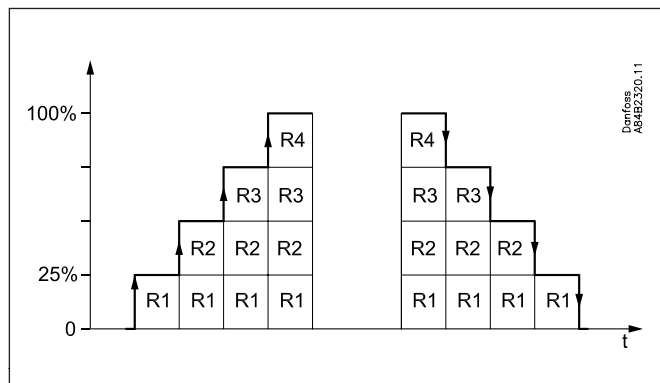 Danfoss
A84B2320.11
100%
R4
R4
R3 R3
R3 R3
R2 R2 R2
R2 R2 R2
25%
R1 R1 R1 R1
R1 R1 R1 R1
0
t